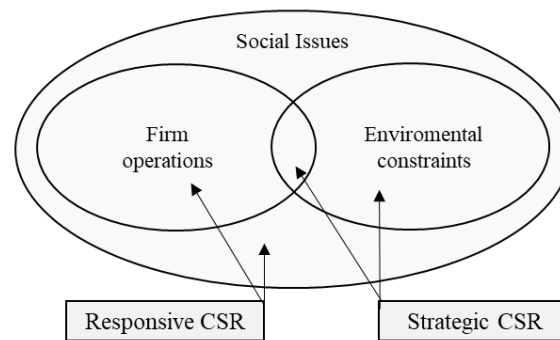 Social Issues
Firm
operations
Enviromental
constraints
Responsive CSR
Strategic CSR